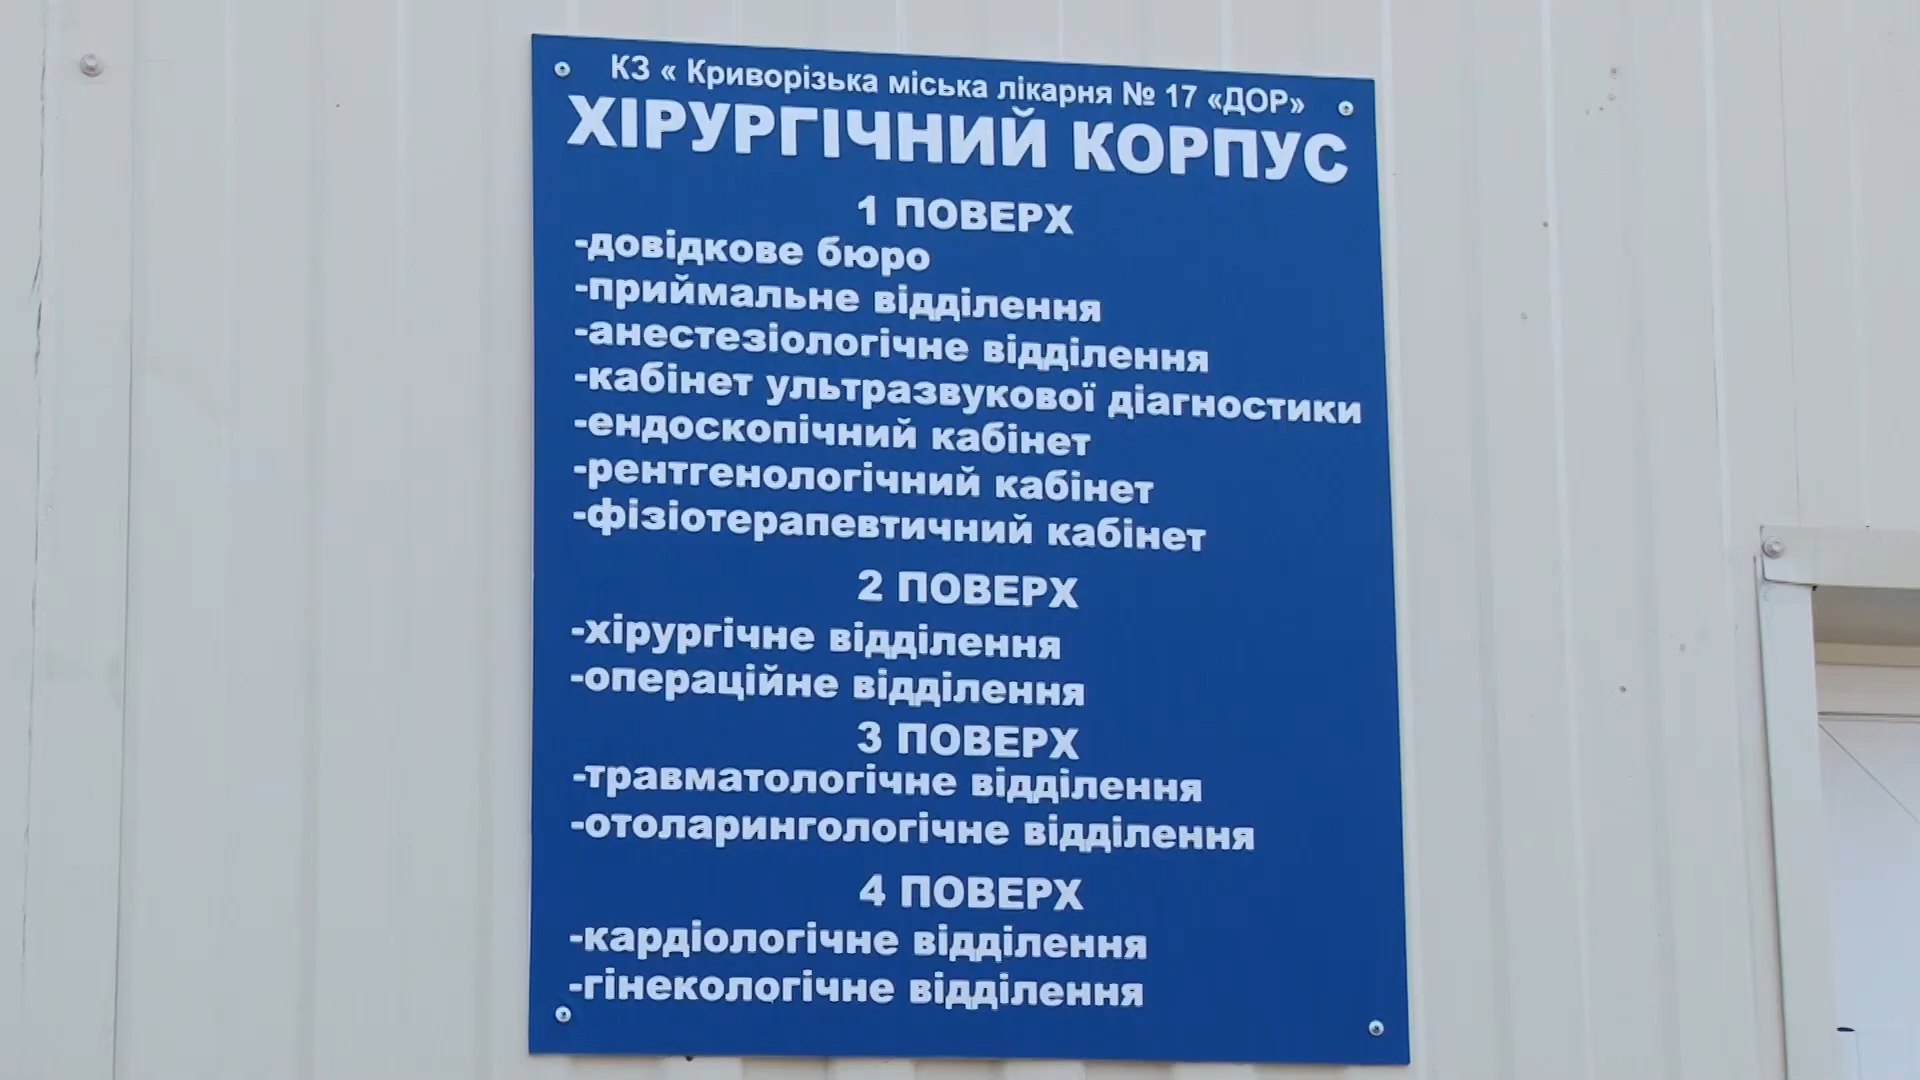 КЗ « Криворізька міська лікарня № 17 «ДОР»
ХІРУРГІЧНИЙ КОРПУС
1 ПОВЕРХ
-довідкове бюро
-приймальне відділення
-анестезіологічне відділення
-кабінет ультразвукової діагностики
-ендоскопічний кабінет
-рентгенологічний кабінет
-фізіотерапевтичний кабінет
2 ПОВЕРХ
-хірургічне відділення
-операційне відділення
3 ПОВЕРХ
-травматологічне відділення
-отоларингологічне відділення
4 ПОВЕРХ
-кардіологічне відділення
-гінекологічне відділення